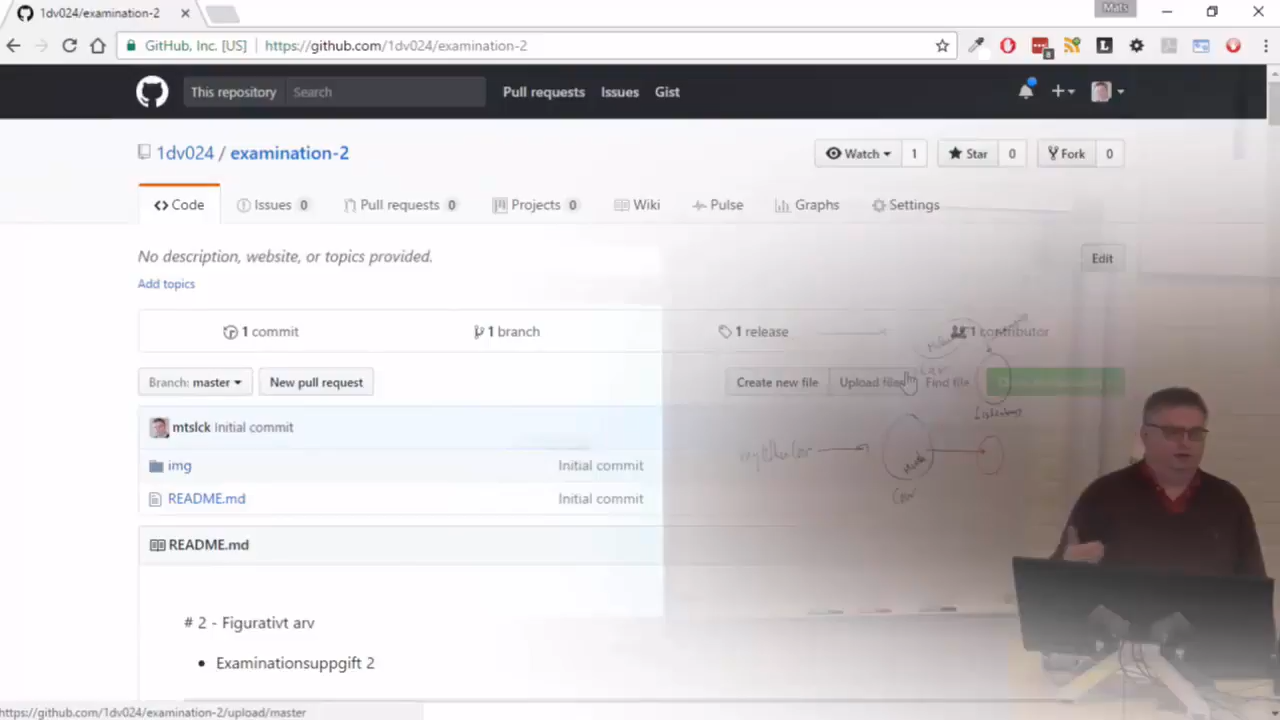 1dv024/examination-2
Mats
GitHub, Inc. [US] | https://github.com/1dv024/examination-2
This repository Search Pull requests Issues Gist
1dv024 / examination-2 Watch 1 Star 0 Fork 0
Code Issues 0 Pull requests 0 Projects 0 Wiki Pulse Graphs Settings
No description, website, or topics provided. Edit
Add topics
1 commit 1 branch 1 release 1 contributor
Branch: master New pull request Create new file Upload files Find file
mtslck Initial commit
img Initial commit
README.md Initial commit
README.md
# 2 - Figurativt arv
• Examinationsuppgift 2
https://github.com/1dv024/examination-2/upload/master